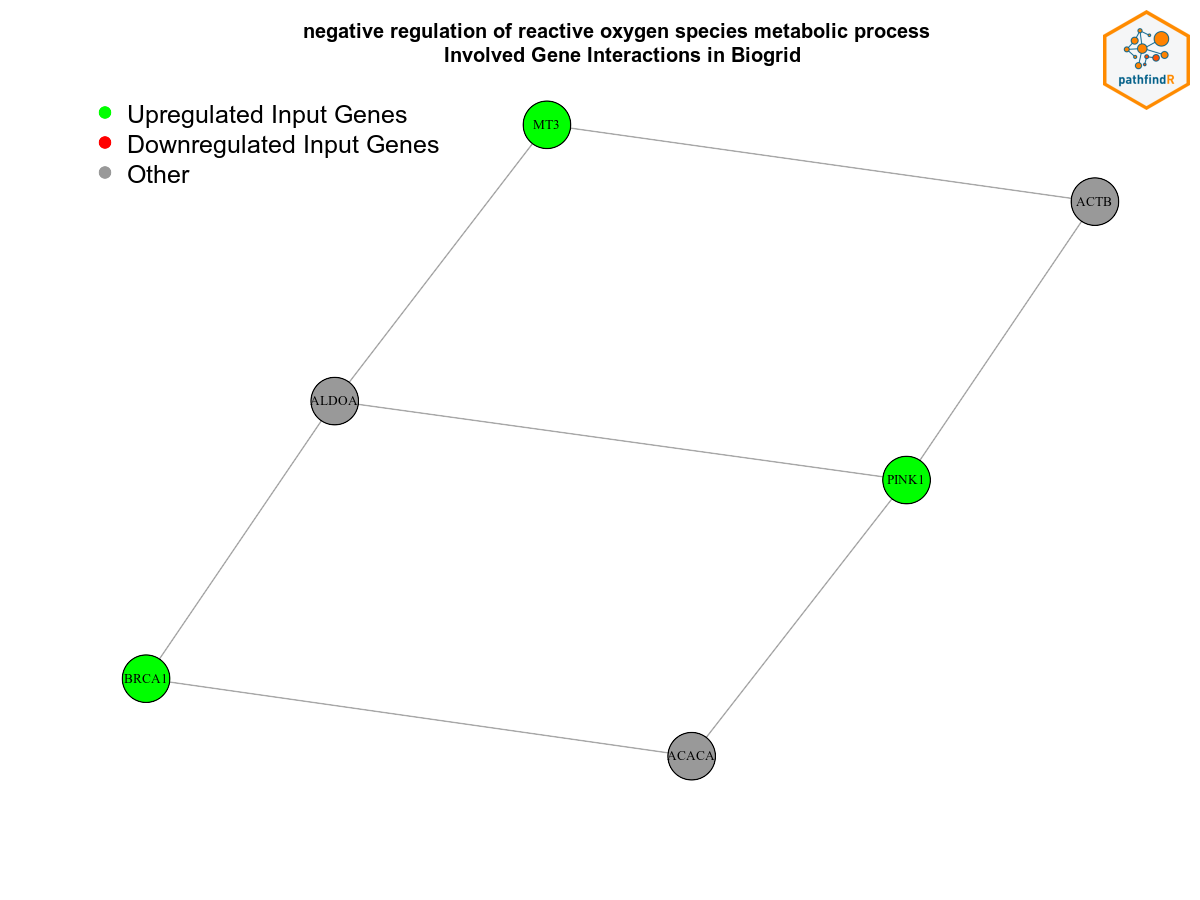 negative regulation of reactive oxygen species metabolic process
Involved Gene Interactions in Biogrid
pathfindR
Upregulated Input Genes
Downregulated Input Genes
Other
MT3
ACTB
ALDOA
PINK1
BRCA1
ACACA